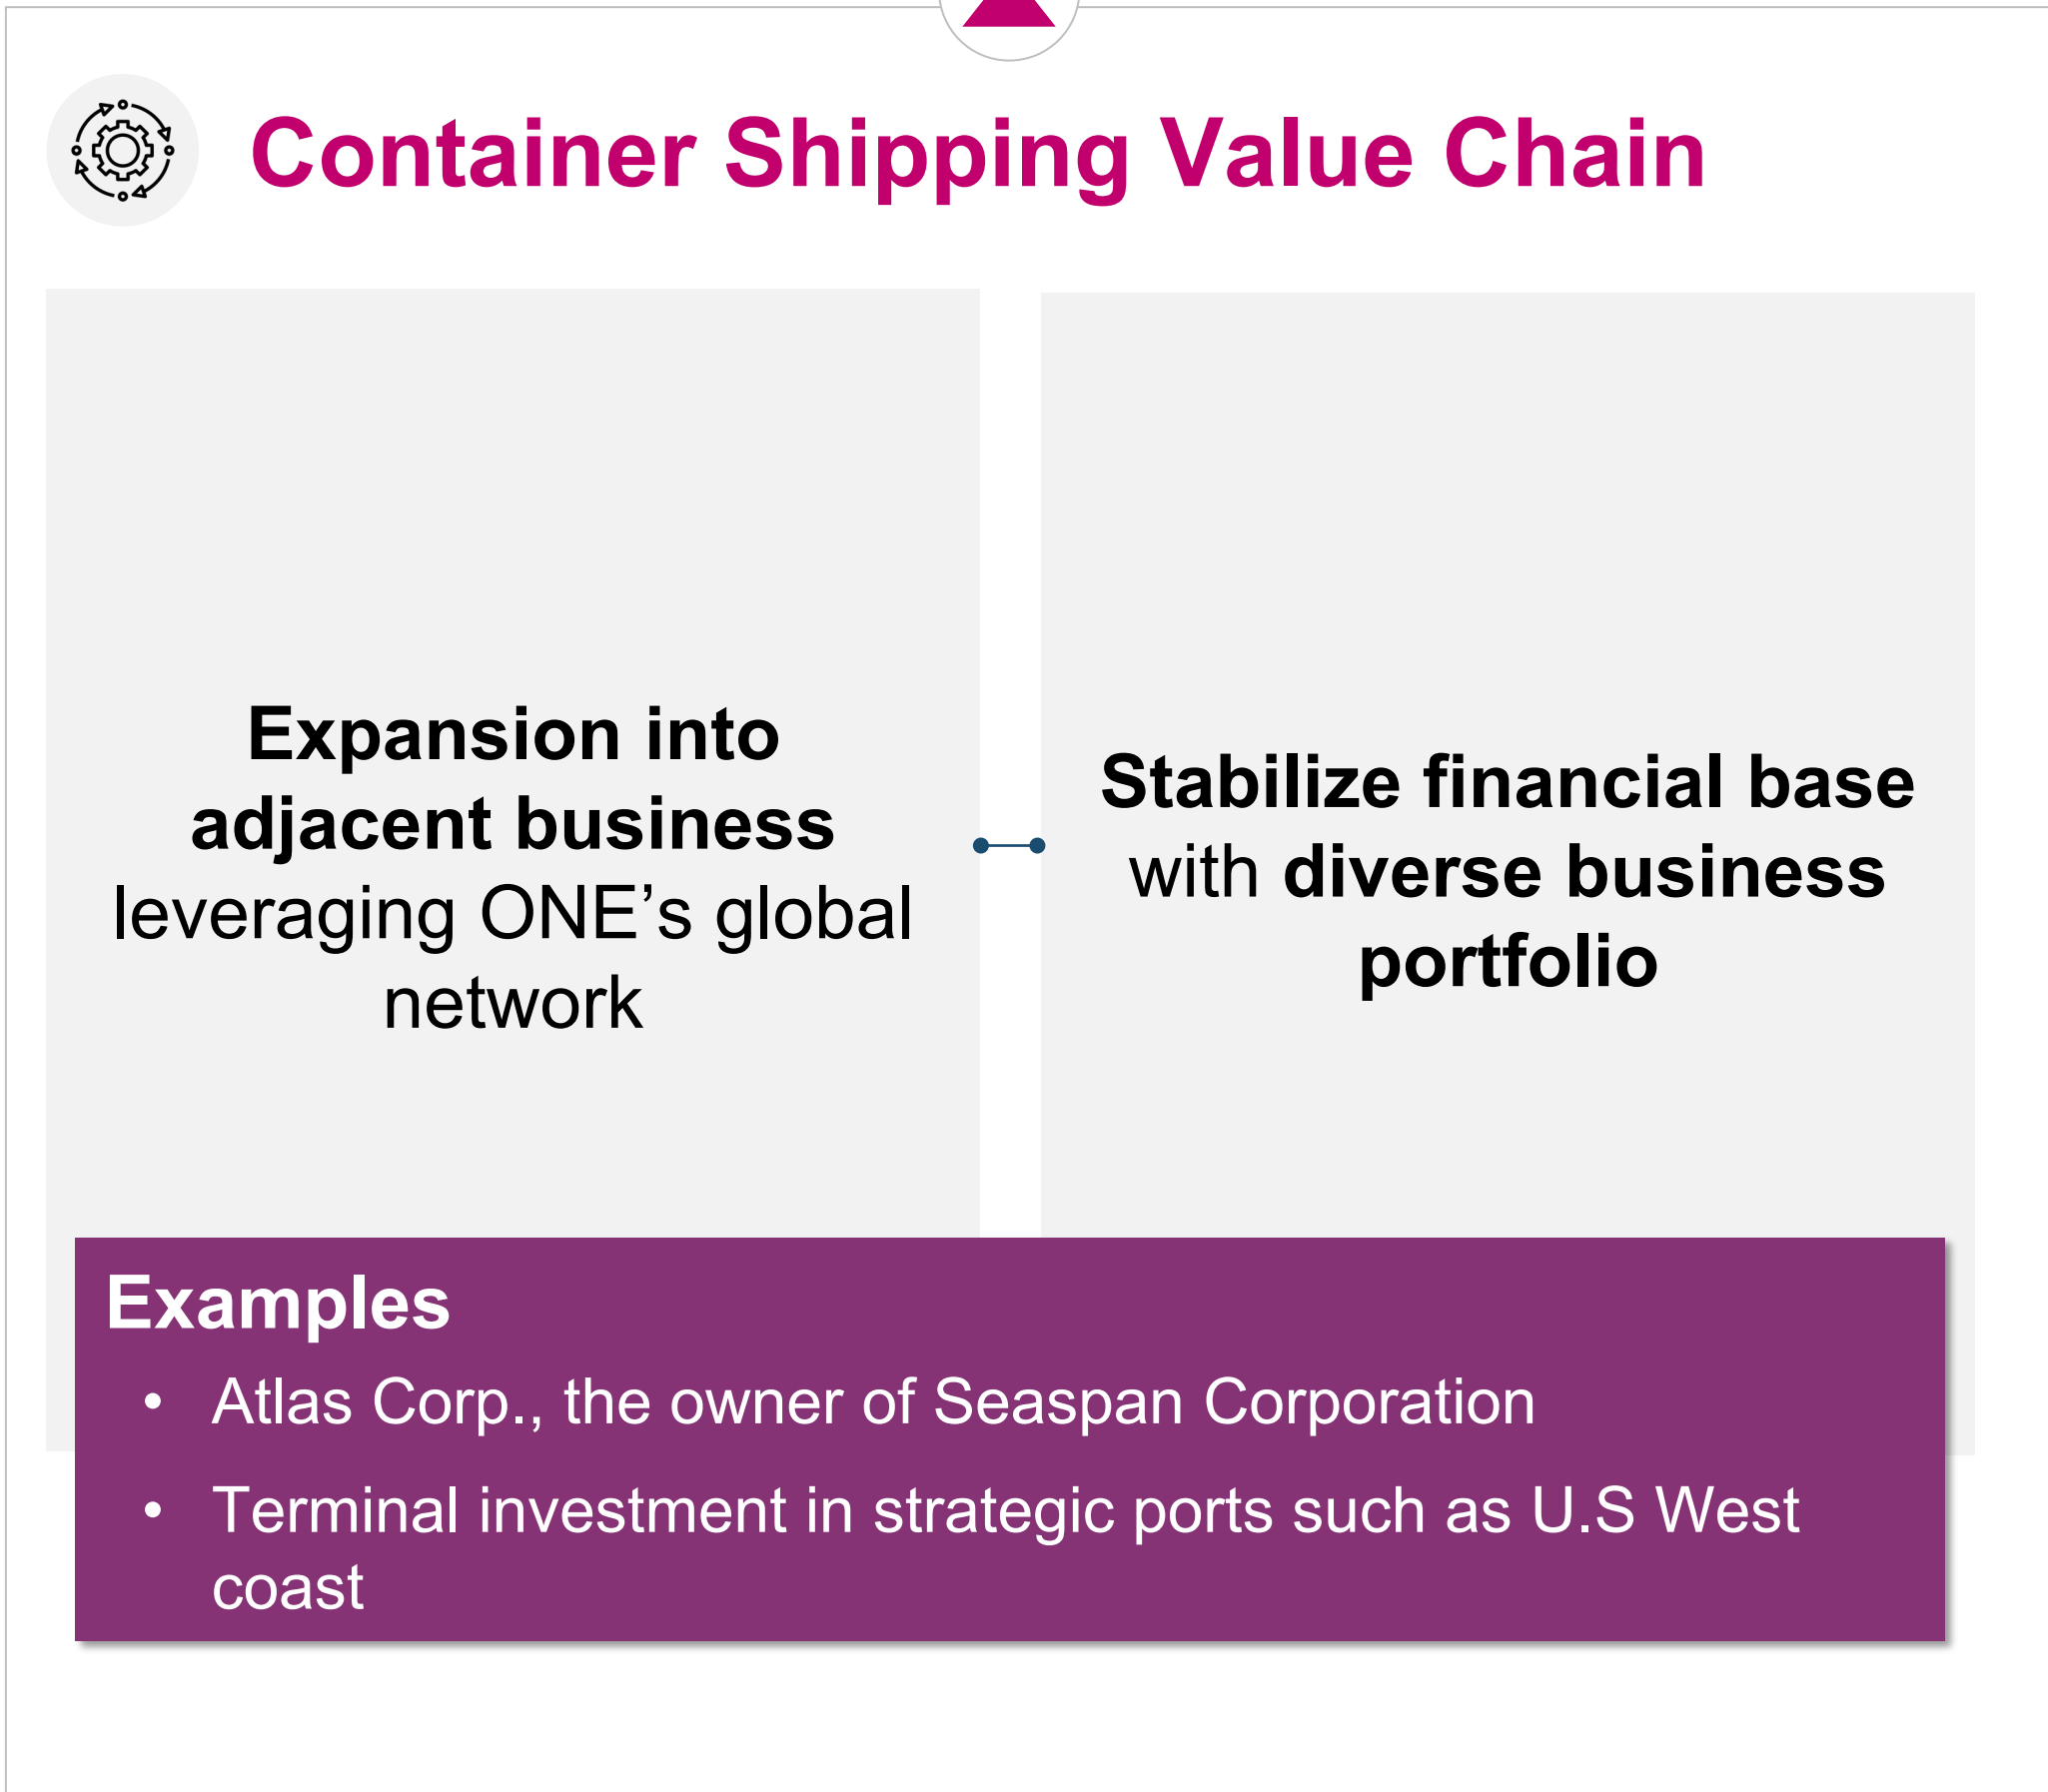 Container Shipping Value Chain
Expansion into
adjacent business
leveraging ONE’s global
network
Stabilize financial base
with diverse business
portfolio
Examples
• Atlas Corp., the owner of Seaspan Corporation
• Terminal investment in strategic ports such as U.S West
coast